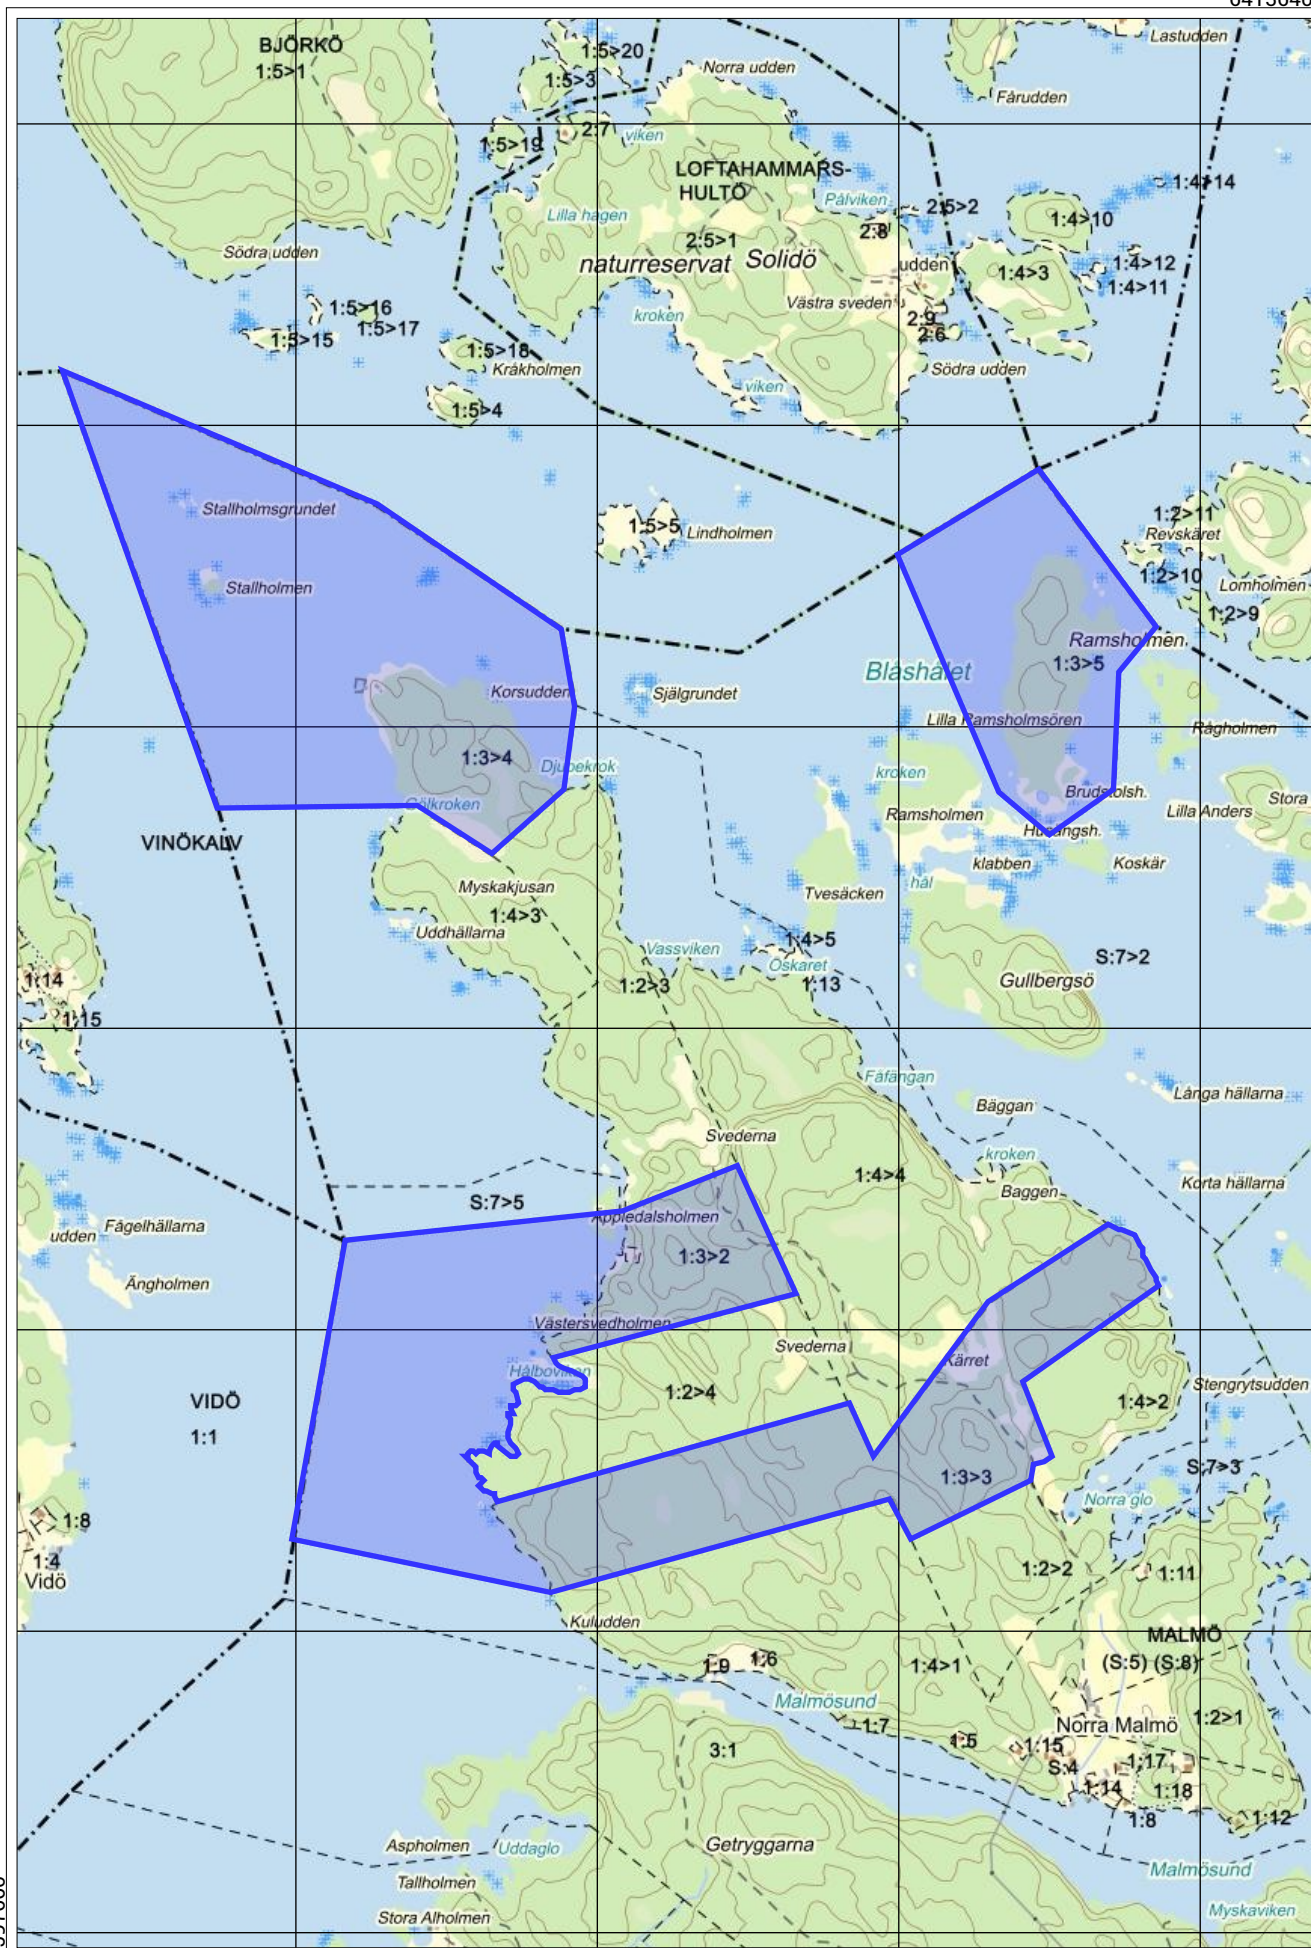 BJÖRKÖ
1:5>1
1:5>20
1:5>3
Norra udden
Lastudden
Fårudden
1:5>19
2:7
viken
LOFTAHAMMARS-
HULTÖ
1:4>14
Lilla hagen
Pålviken
2:5>2
1:4>10
2:8
2:5>1
Södra udden
naturreservat
Solidö
udden
1:4>3
1:4>12
1:4>11
Västra sveden
1:5>16
1:5>17
1:5>15
kroken
2:9
2:6
1:5>18
Kråkholmen
Södra udden
viken
1:5>4
Stallholmsgrundet
1:5>5
Lindholmen
1:2>11
Revskäret
1:2>10
Stallholmen
Lomholmen
1:2>9
Ramsholmen
1:3>5
Blåshålet
Korsudden
Själgrundet
Lilla Ramsholmsören
Rågholmen
1:3>4
Djupekrok
kroken
Gölkroken
Brudstolsh.
Stora
Ramsholmen
Lilla Anders
VINÖKALV
Husängsh.
klabben
Koskär
Myskakjusan
hål
Tvesäcken
1:4>3
Uddhällarna
1:4>5
Vassviken
S:7>2
Öskaret
1:14
1:2>3
1:13
Gullbergsö
1:15
Fåfängan
Långa hällarna
Bäggan
Svederna
kroken
1:4>4
Korta hällarna
Baggen
S:7>5
Appledalsholmen
Fågelhällarna
udden
1:3>2
Ängholmen
Västersvedholmen
Svederna
Kärret
Hålboviken
Stengrytsudden
VIDÖ
1:2>4
1:4>2
1:1
1:3>3
S:7>3
Norra glo
1:8
1:4
Vidö
1:2>2
1:11
Kuludden
MALMÖ
1:9
1:6
1:4>1
(S:5) (S:8)
Malmösund
1:2>1
1:7
Norra Malmö
1:5
1:15
3:1
S:4
1:17
1:14
1:18
1:8
1:12
Aspholmen
Uddaglo
Getryggarna
Malmösund
Tallholmen
Stora Alholmen
Myskaviken